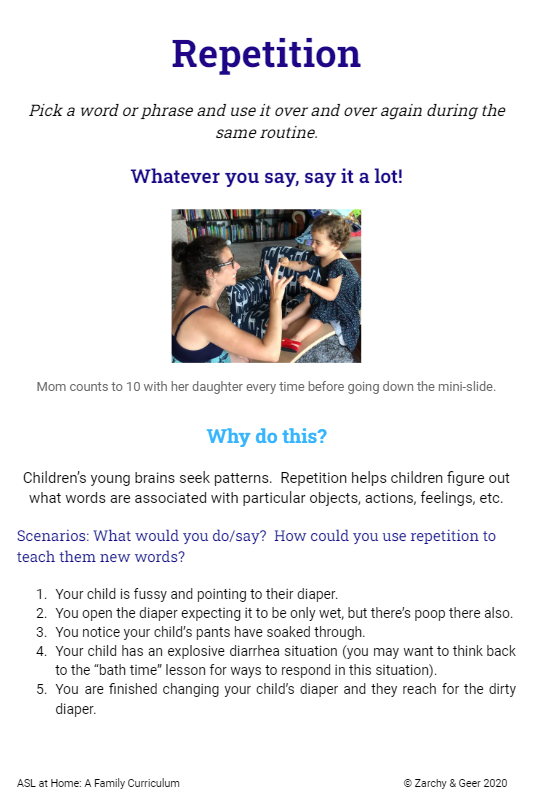 Repetition
Pick a word or phrase and use it over and over again during the
same routine.
Whatever you say, say it a lot!
Mom counts to 10 with her daughter every time before going down the mini-slide.
Why do this?
Children’s young brains seek patterns.  Repetition helps children figure out
what words are associated with particular objects, actions, feelings, etc.
Scenarios: What would you do/say?  How could you use repetition to
teach them new words?
1. Your child is fussy and pointing to their diaper.
2. You open the diaper expecting it to be only wet, but there’s poop there also.
3. You notice your child’s pants have soaked through.
4. Your child has an explosive diarrhea situation (you may want to think back
to the “bath time” lesson for ways to respond in this situation).
5. You are finished changing your child’s diaper and they reach for the dirty
diaper.
ASL at Home: A Family Curriculum
© Zarchy & Geer 2020